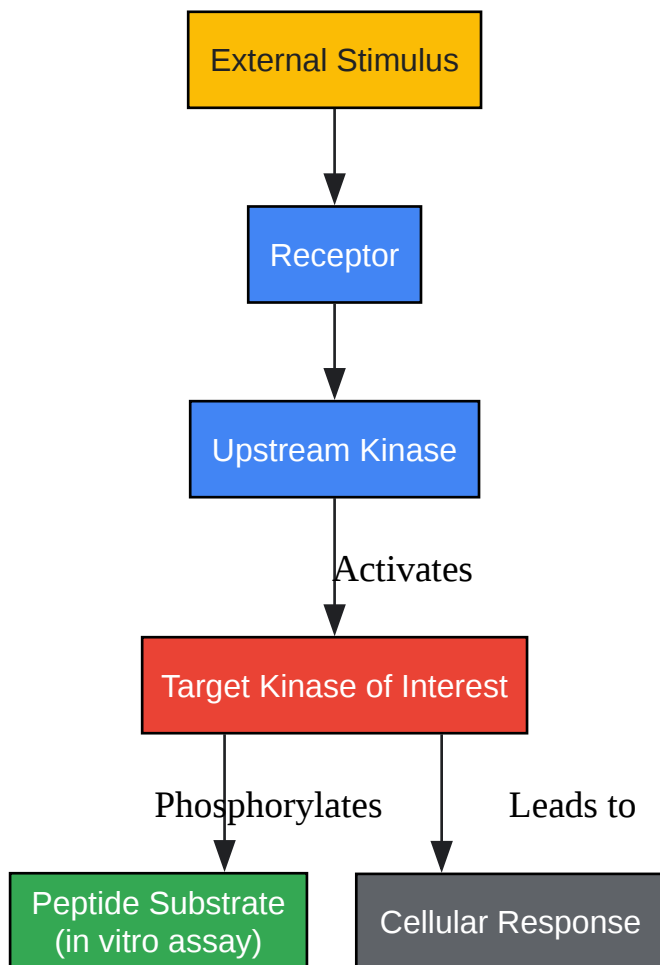 External Stimulus
Receptor
Upstream Kinase
Activates
Target Kinase of Interest
Phosphorylates
Leads to
Peptide Substrate
(in vitro assay)
Cellular Response